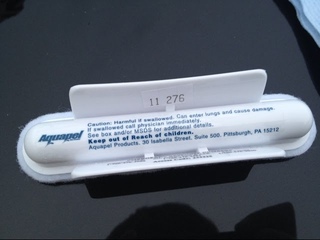 11 276
Aquapel
Caution: Harmful if swallowed. Can enter lungs and cause damage.
If swallowed call physician immediately.
See box and/or MSDS for additional details.
Keep out of Reach of children.
Aquapel Products. 30 Isabella Street. Suite 500. Pittsburgh, PA 15212